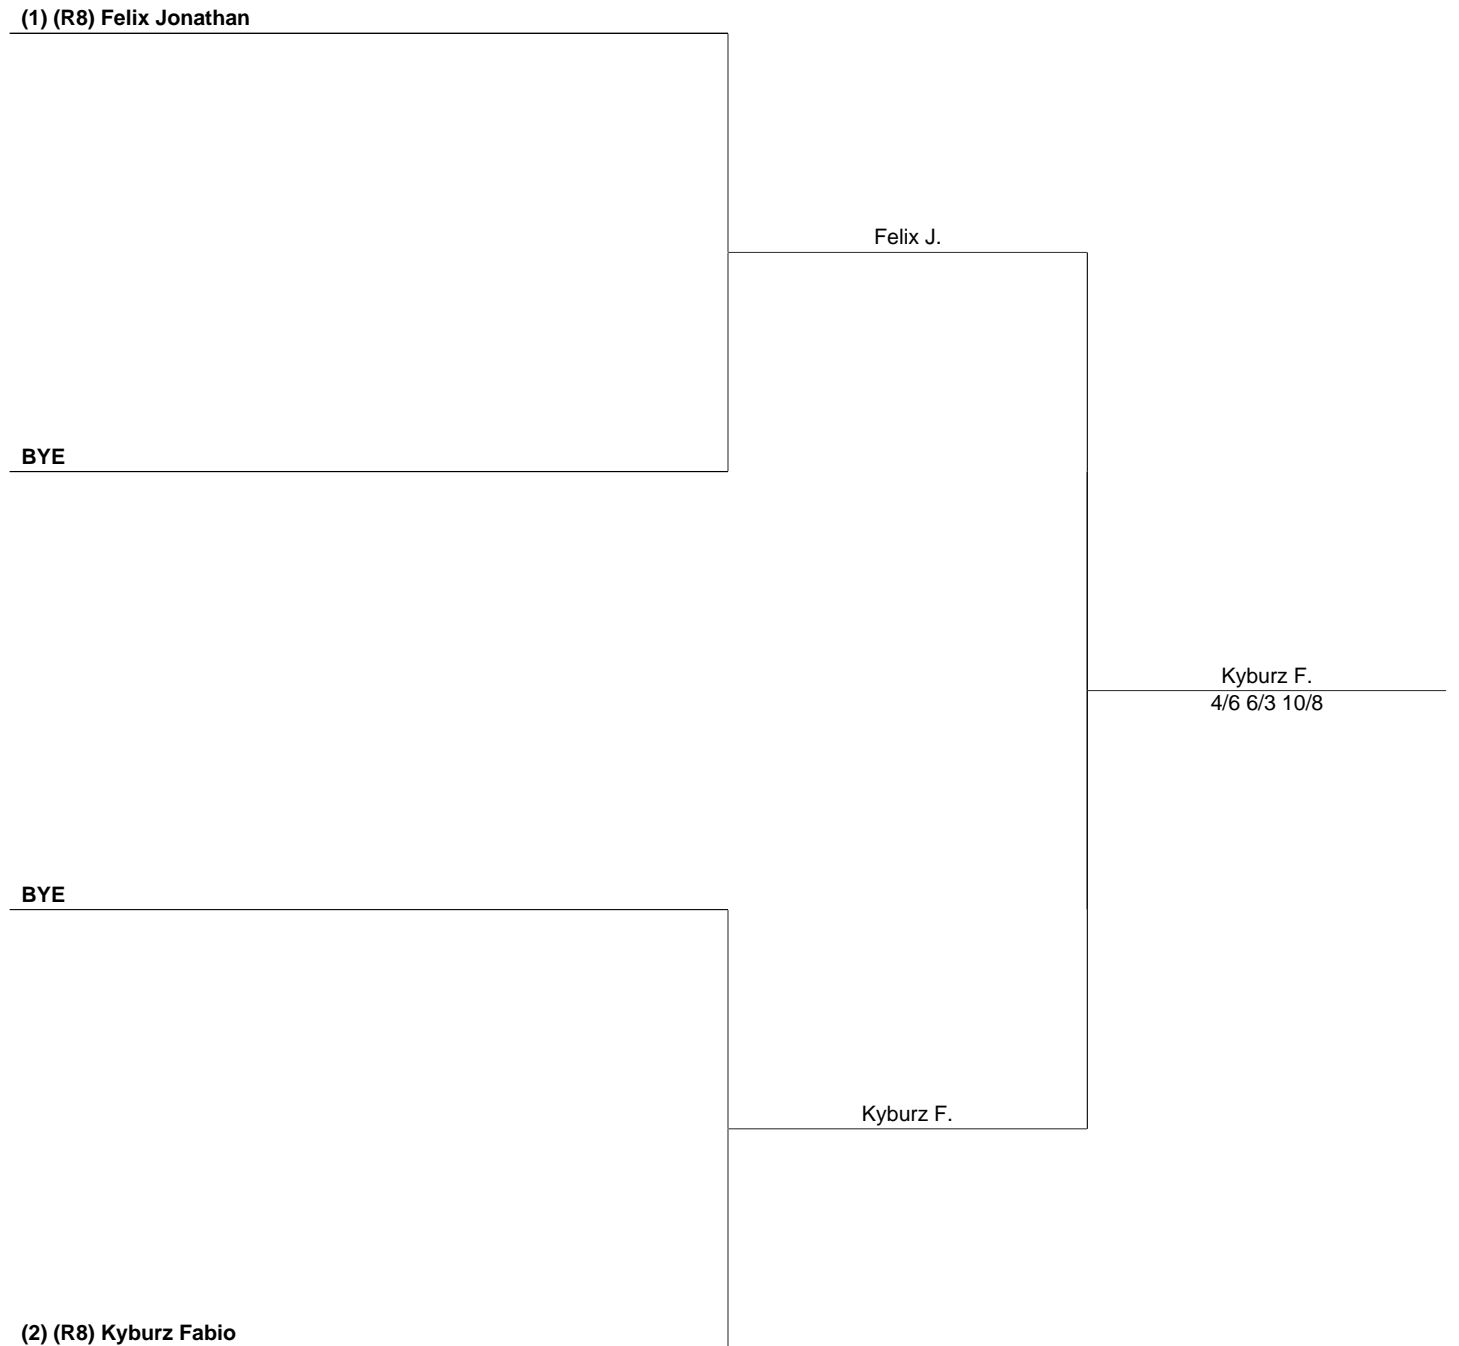 (1) (R8) Felix Jonathan
Felix J.
BYE
Kyburz F.
4/6 6/3 10/8
BYE
Kyburz F.
(2) (R8) Kyburz Fabio